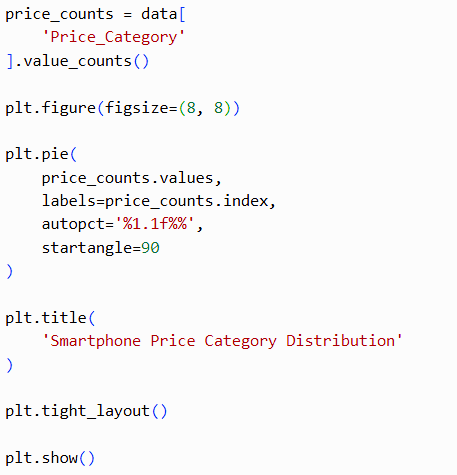 price_counts = data[
    'Price_Category'
].value_counts()

plt.figure(figsize=(8, 8))

plt.pie(
    price_counts.values,
    labels=price_counts.index,
    autopct='%1.1f%%',
    startangle=90
)

plt.title(
    'Smartphone Price Category Distribution'
)

plt.tight_layout()

plt.show()